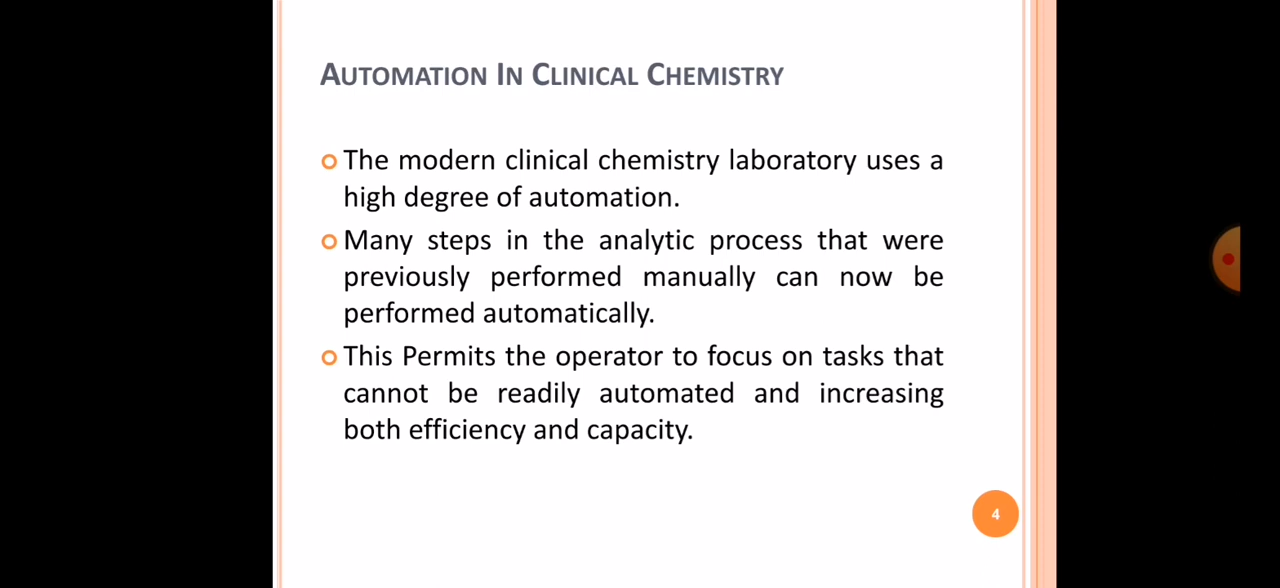 AUTOMATION IN CLINICAL CHEMISTRY
The modern clinical chemistry laboratory uses a
high degree of automation.
Many steps in the analytic process that were
previously performed manually can now be
performed automatically.
This Permits the operator to focus on tasks that
cannot be readily automated and increasing
both efficiency and capacity.
4